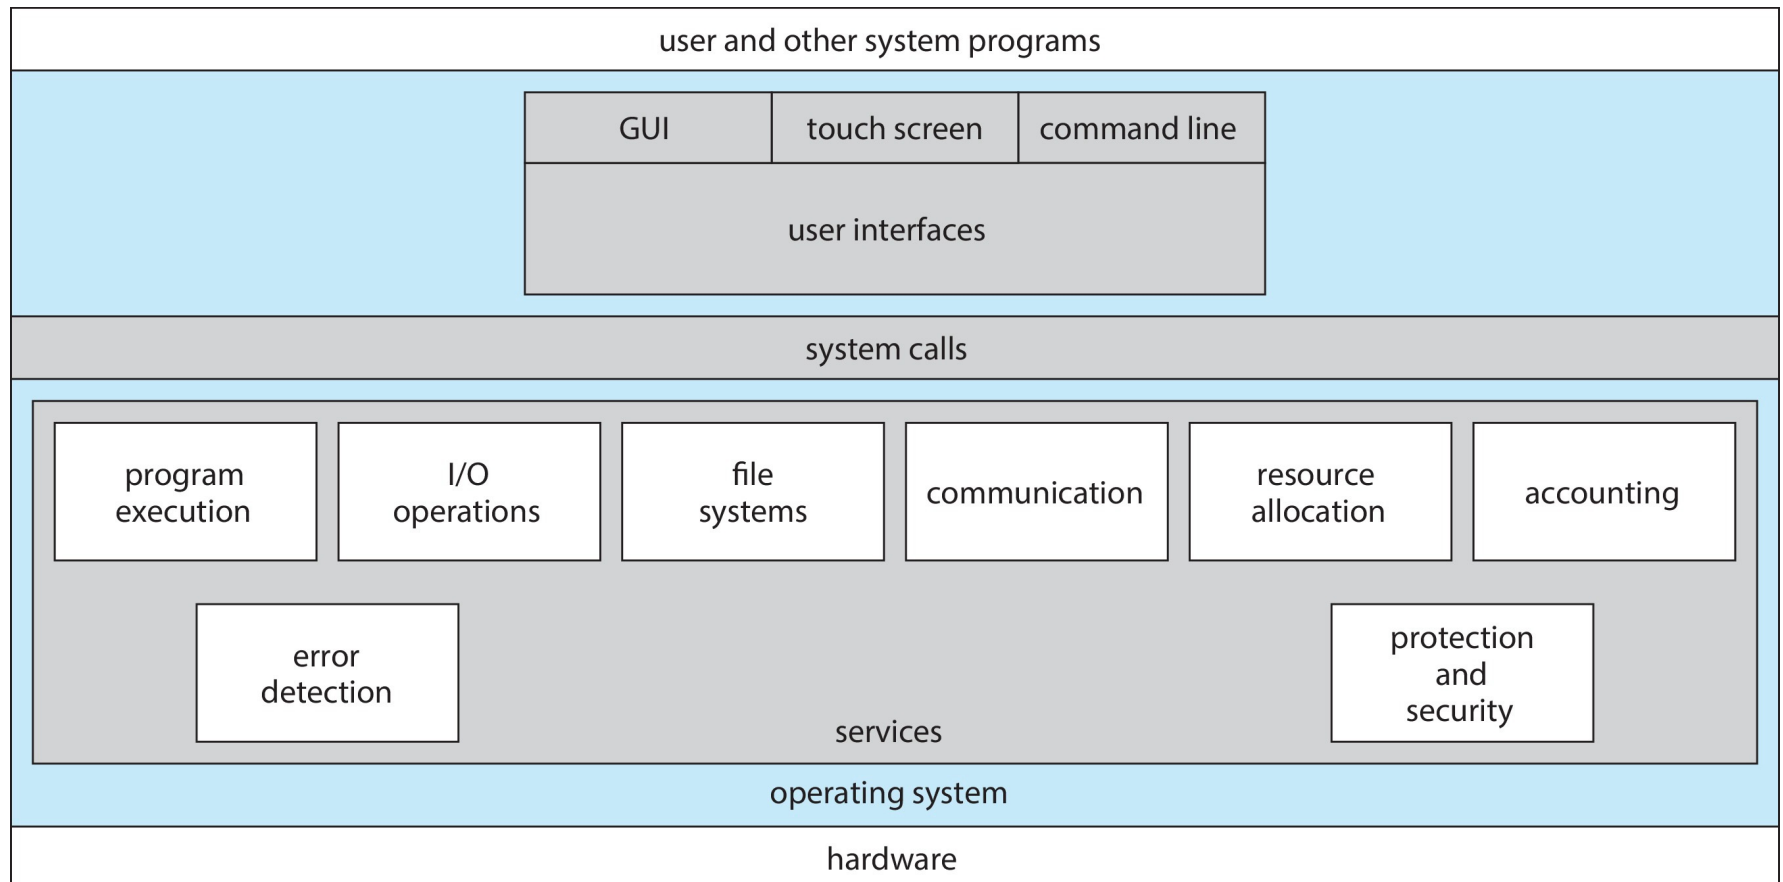 user and other system programs
GUI
touch screen
command line
user interfaces
system calls
program
execution
I/O
operations
file
systems
communication
resource
allocation
accounting
error
detection
protection
and
security
services
operating system
hardware